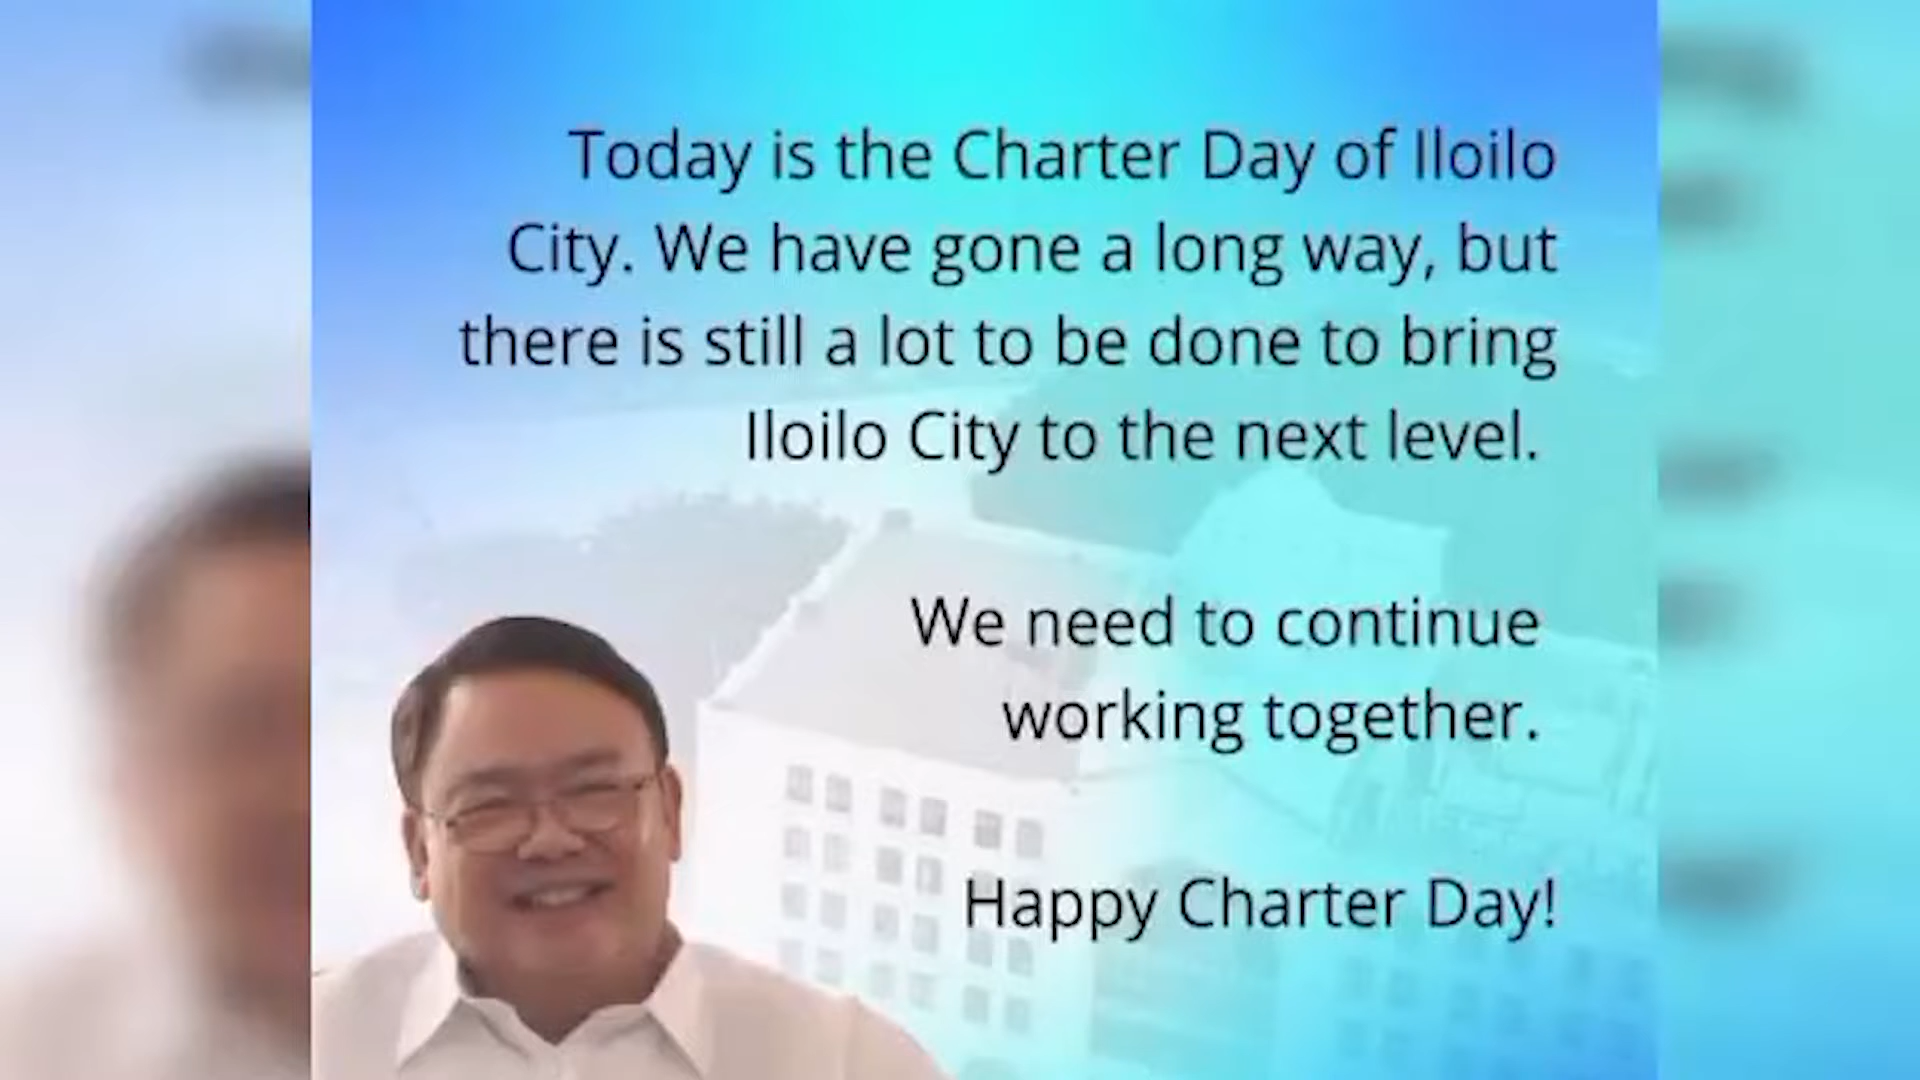 Today is the Charter Day of Iloilo
City. We have gone a long way, but
there is still a lot to be done to bring
Iloilo City to the next level.
We need to continue
working together.
Happy Charter Day!